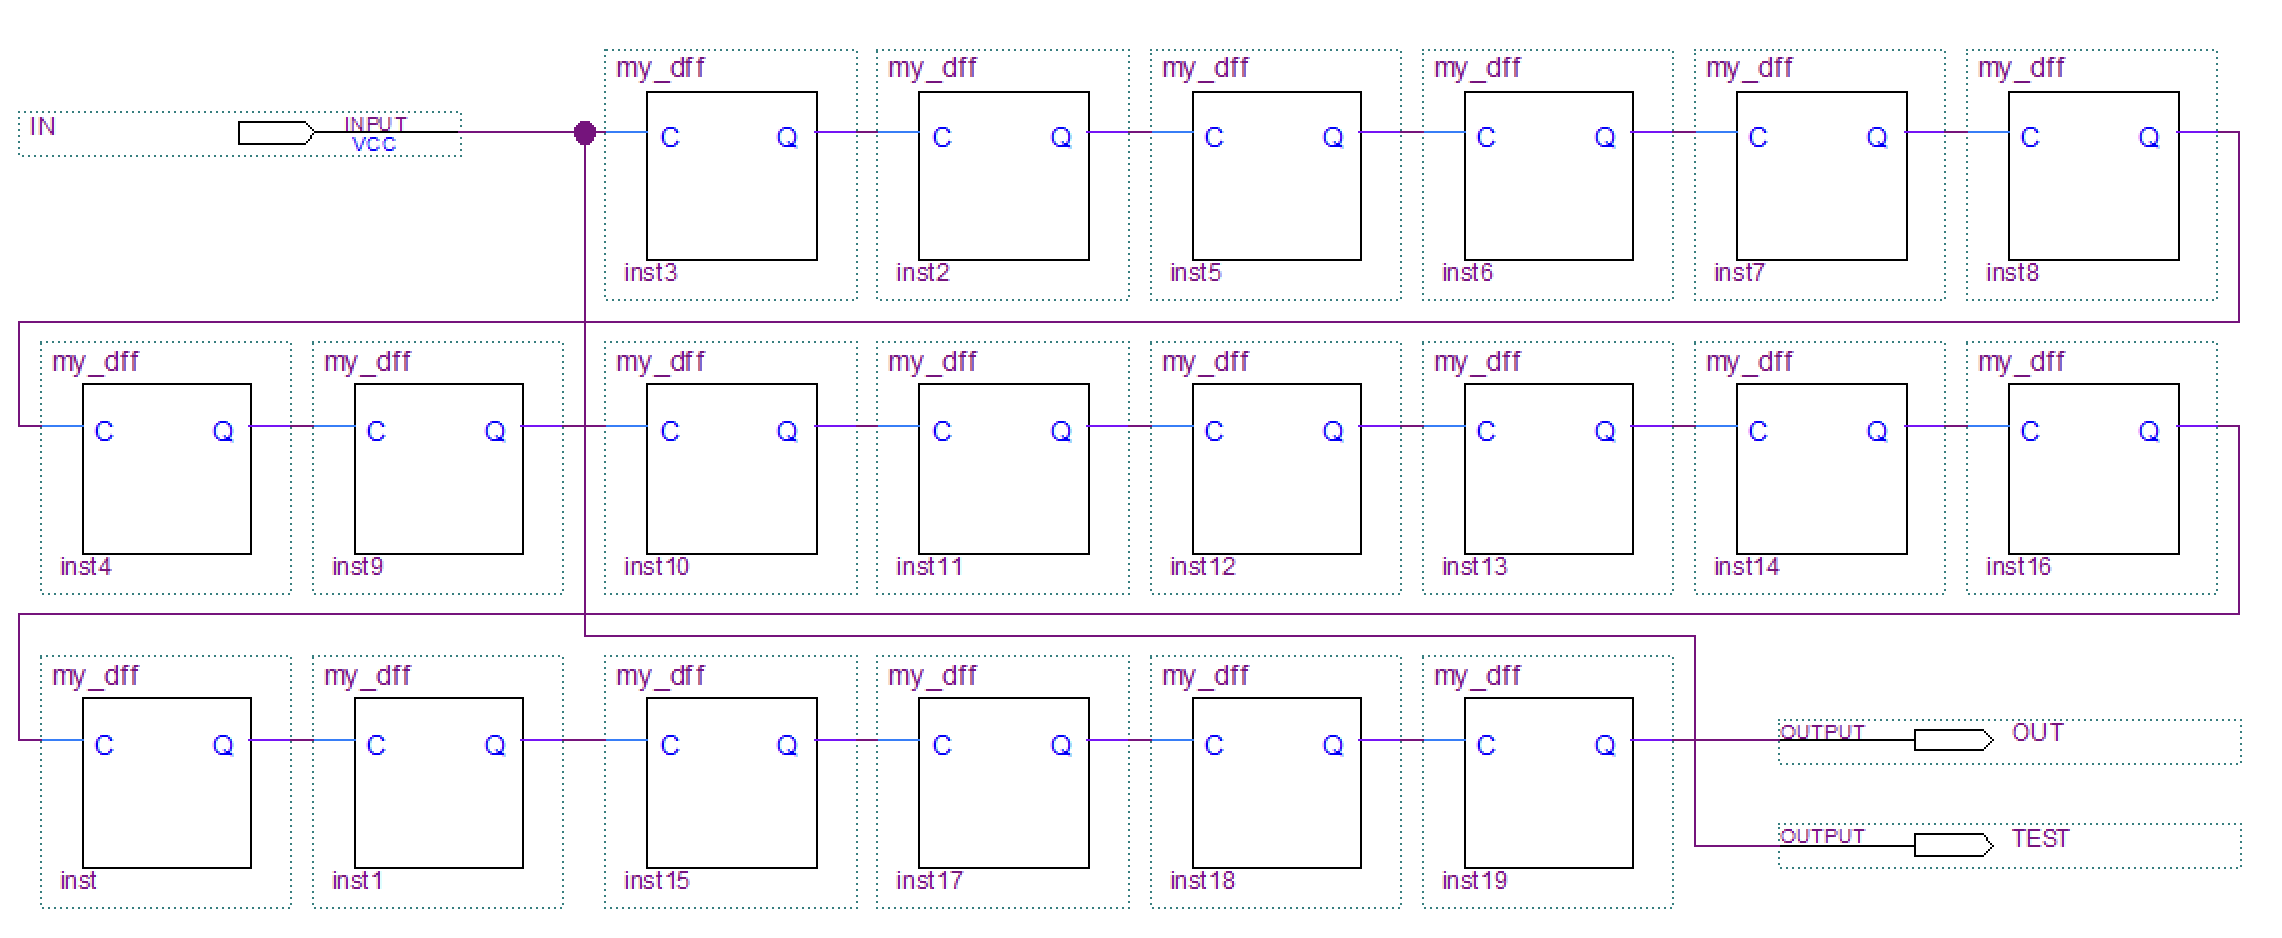 my_dff my_dff my_dff my_dff my_dff my_dff
IN INPUT
VCC
C Q C Q C Q C Q C Q C Q
inst3 inst2 inst5 inst6 inst7 inst8
my_dff my_dff my_dff my_dff my_dff my_dff my_dff my_dff
C Q C Q C Q C Q C Q C Q C Q C Q
inst4 inst9 inst10 inst11 inst12 inst13 inst14 inst16
my_dff my_dff my_dff my_dff my_dff my_dff
OUTPUT OUT
C Q C Q C Q C Q C Q C Q
OUTPUT TEST
inst inst1 inst15 inst17 inst18 inst19